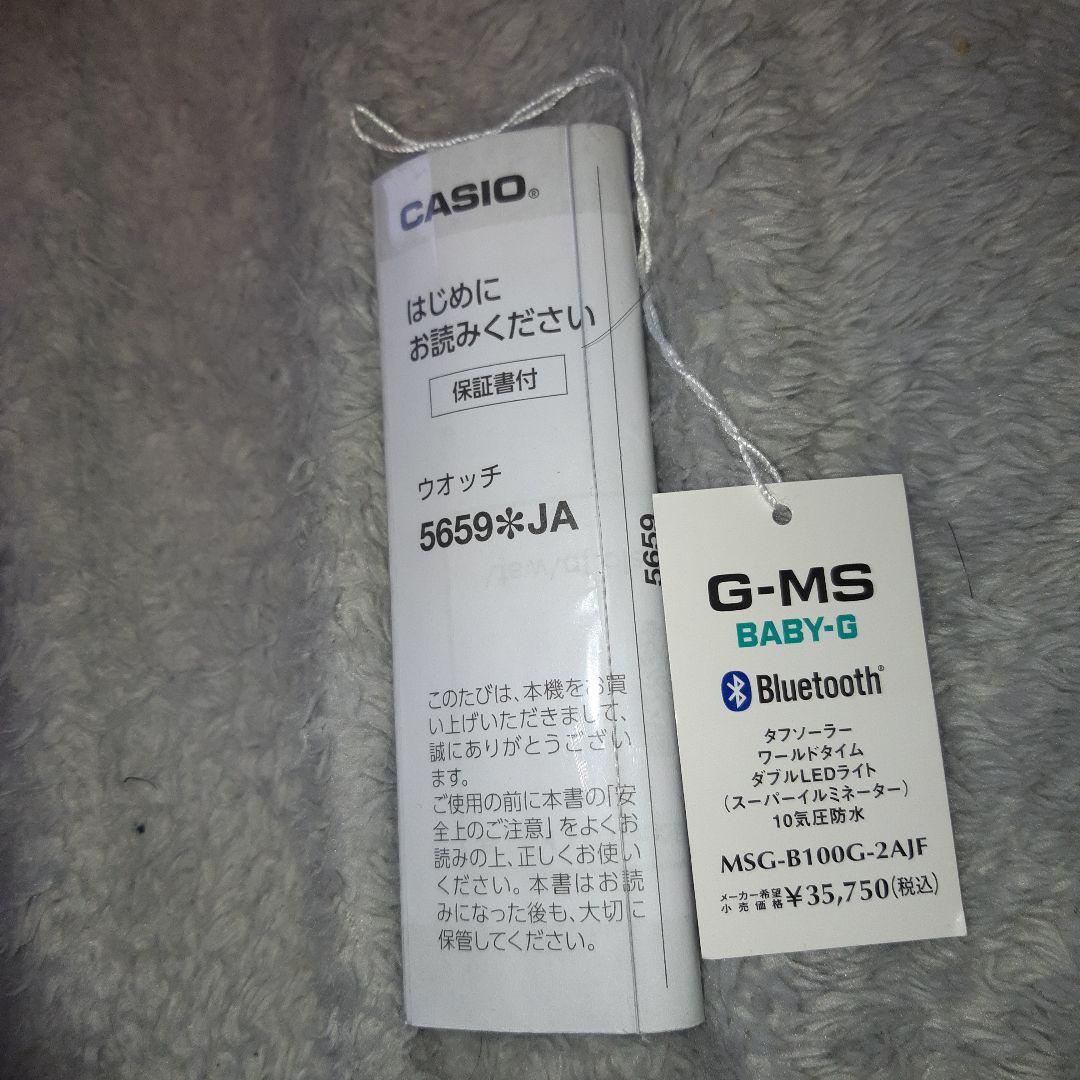 CASIO®
はじめに
お読みください
保証書付
ウオッチ
5659✻JA
このたびは、本機をお買
い上げいただきまして、
誠にありがとうござい
ます。
ご使用の前に本書の「安
全上のご注意」をよくお
読みの上、正しくお使い
ください。本書はお読
みになった後も、大切に
保管してください。
5659
G-MS
BABY-G
Bluetooth®
タフソーラー
ワールドタイム
ダブルLEDライト
(スーパーイルミネーター)
10気圧防水
MSG-B100G-2AJF
メーカー希望
小売価格 ¥35,750(税込)